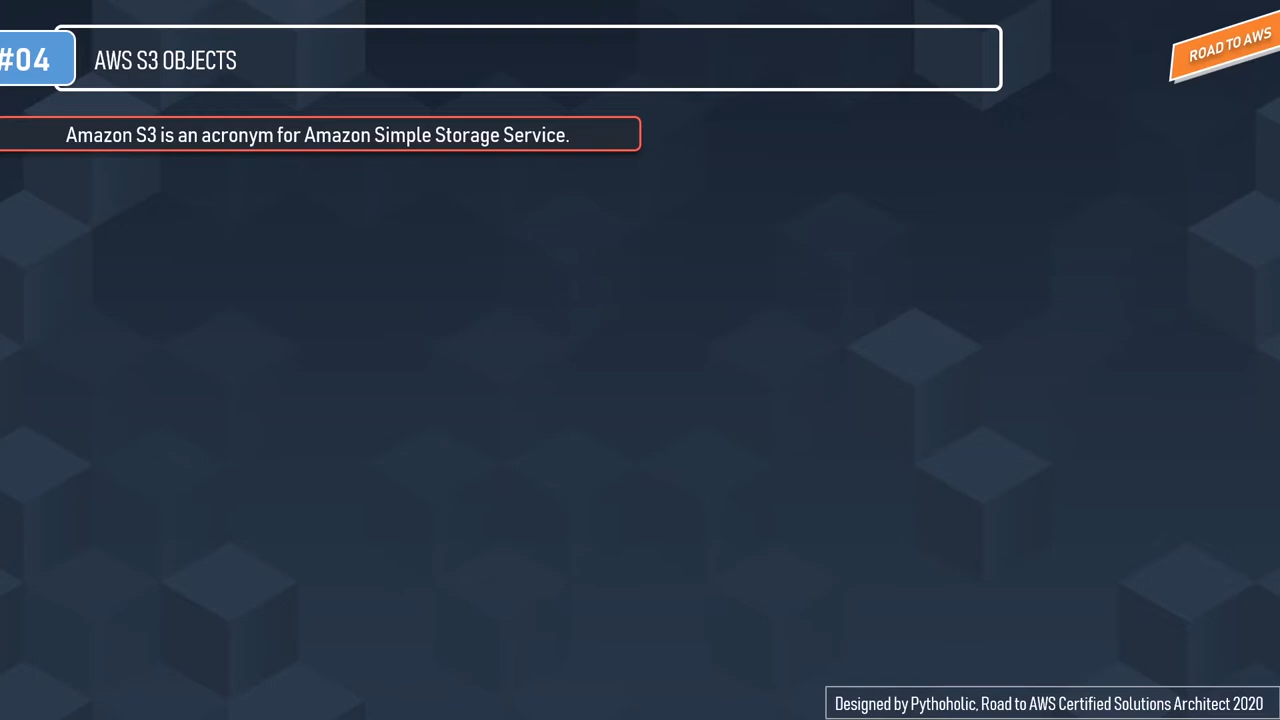 #04
AWS S3 OBJECTS
ROAD TO AWS
Amazon S3 is an acronym for Amazon Simple Storage Service.
Designed by Pythoholic, Road to AWS Certified Solutions Architect 2020